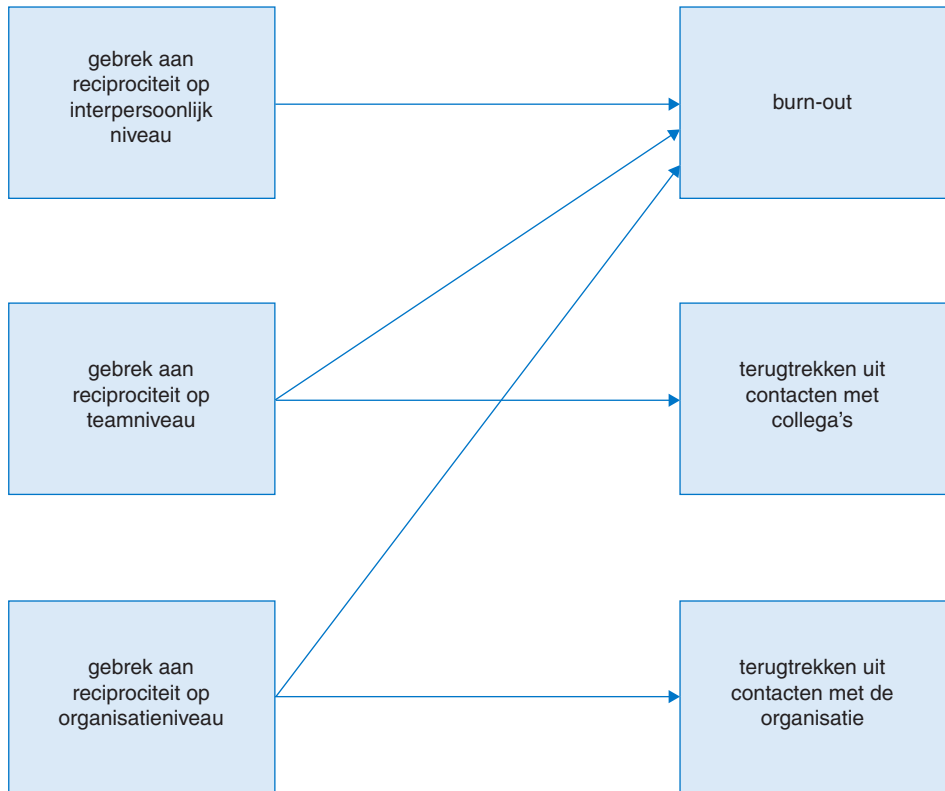 gebrek aan
reciprociteit op
interpersoonlijk
niveau
burn-out
gebrek aan
reciprociteit op
teamniveau
terugtrekken uit
contacten met
collega's
gebrek aan
reciprociteit op
organisatieniveau
terugtrekken uit
contacten met de
organisatie